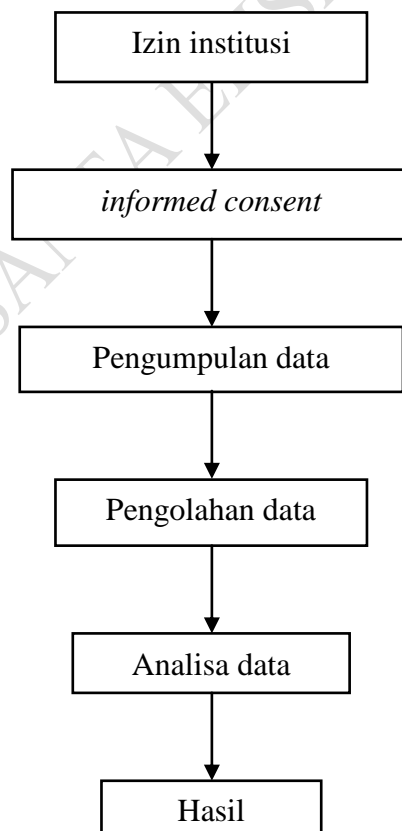 Izin institusi
informed consent
Pengumpulan data
Pengolahan data
Analisa data
Hasil